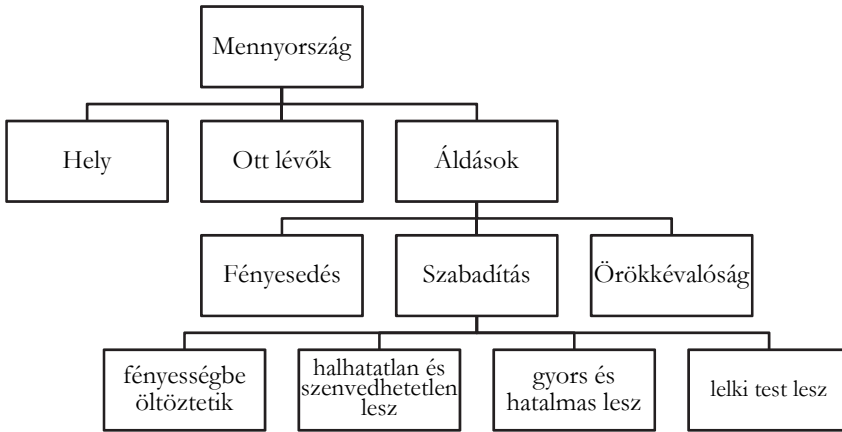 Mennyország
Hely
Ott lévők
Áldások
Fényesedés
Szabadítás
Örökkévalóság
fényességbe
öltöztetik
halhatatlan és
szenvedhetetlen
lesz
gyors és
hatalmas lesz
lelki test lesz